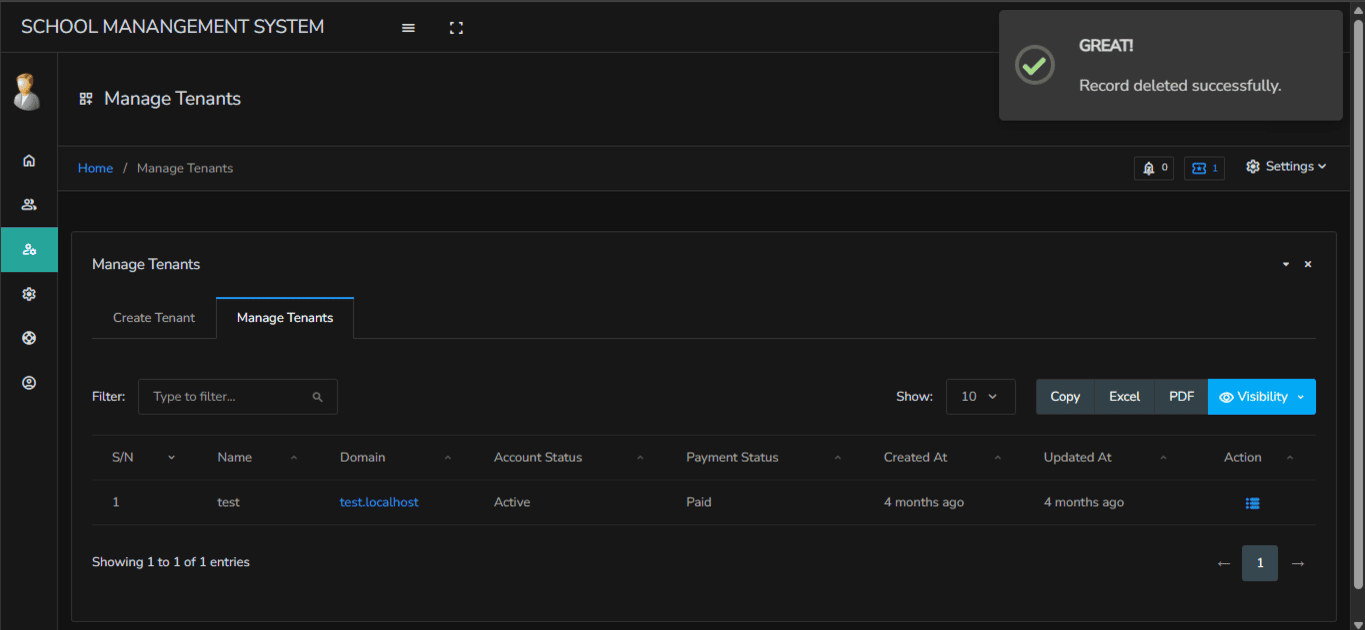 SCHOOL MANANGEMENT SYSTEM
GREAT!
Record deleted successfully.
Manage Tenants
Home / Manage Tenants
0
1
Settings
Manage Tenants
Create Tenant
Manage Tenants
Filter: Type to filter... Show: 10 Copy Excel PDF Visibility
S/N Name Domain Account Status Payment Status Created At Updated At Action
1 test test.localhost Active Paid 4 months ago 4 months ago
Showing 1 to 1 of 1 entries
← 1 →